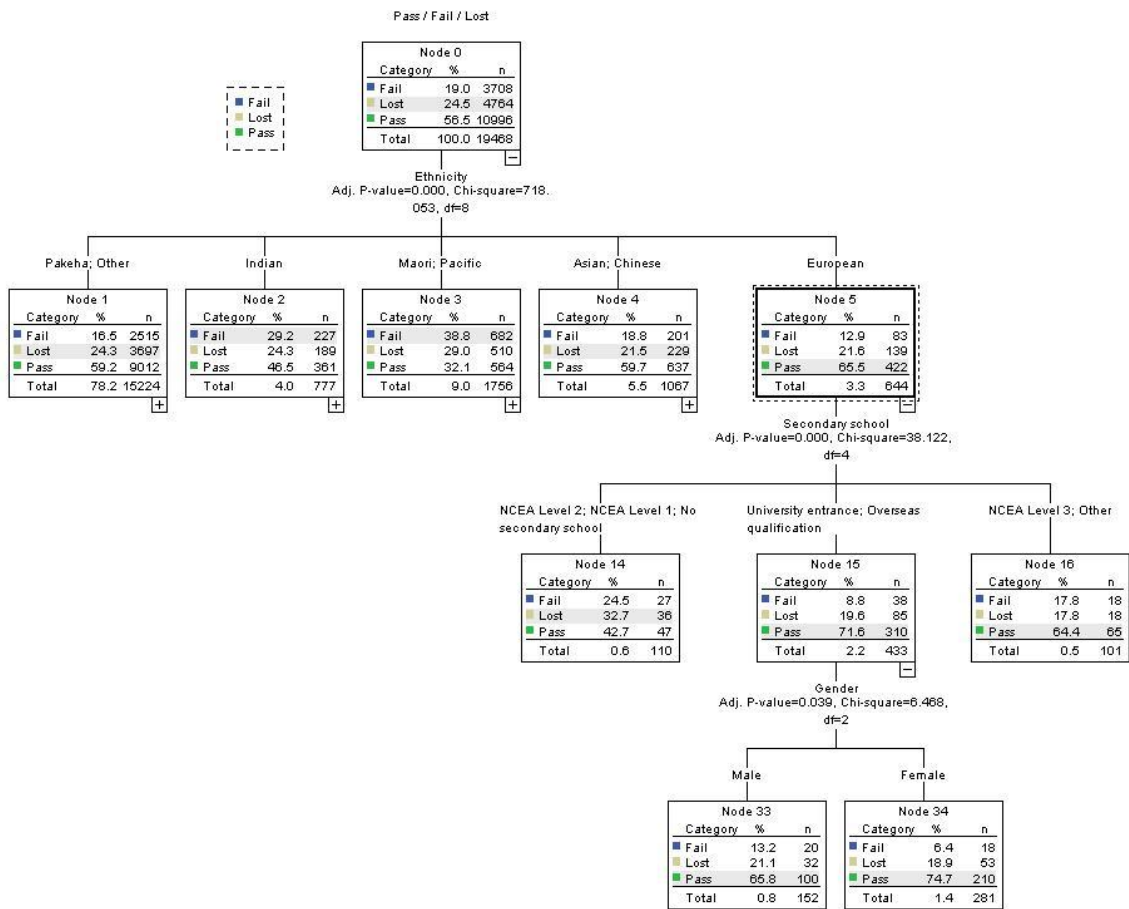 Pass / Fail / Lost
Fail
Lost
Pass
Node 0
Category % n
Fail 19.0 3708
Lost 24.5 4764
Pass 56.5 10996
Total 100.0 19468
Ethnicity
Adj. P-value=0.000, Chi-square=718.
053, df=8
Pakeha; Other
Indian
Maori; Pacific
Asian; Chinese
European
Node 1
Category % n
Fail 16.5 2515
Lost 24.3 3697
Pass 59.2 9012
Total 78.2 15224
Node 2
Category % n
Fail 29.2 227
Lost 24.3 189
Pass 46.5 361
Total 4.0 777
Node 3
Category % n
Fail 38.8 682
Lost 29.0 510
Pass 32.1 564
Total 9.0 1756
Node 4
Category % n
Fail 18.8 201
Lost 21.5 229
Pass 59.7 637
Total 5.5 1067
Node 5
Category % n
Fail 12.9 83
Lost 21.6 139
Pass 65.5 422
Total 3.3 644
Secondary school
Adj. P-value=0.000, Chi-square=38.122,
df=4
NCEA Level 2; NCEA Level 1; No
secondary school
University entrance; Overseas
qualification
NCEA Level 3; Other
Node 14
Category % n
Fail 24.5 27
Lost 32.7 36
Pass 42.7 47
Total 0.6 110
Node 15
Category % n
Fail 8.8 38
Lost 19.6 85
Pass 71.6 310
Total 2.2 433
Node 16
Category % n
Fail 17.8 18
Lost 17.8 18
Pass 64.4 65
Total 0.5 101
Gender
Adj. P-value=0.039, Chi-square=6.468,
df=2
Male
Female
Node 33
Category % n
Fail 13.2 20
Lost 21.1 32
Pass 65.8 100
Total 0.8 152
Node 34
Category % n
Fail 6.4 18
Lost 18.9 53
Pass 74.7 210
Total 1.4 281